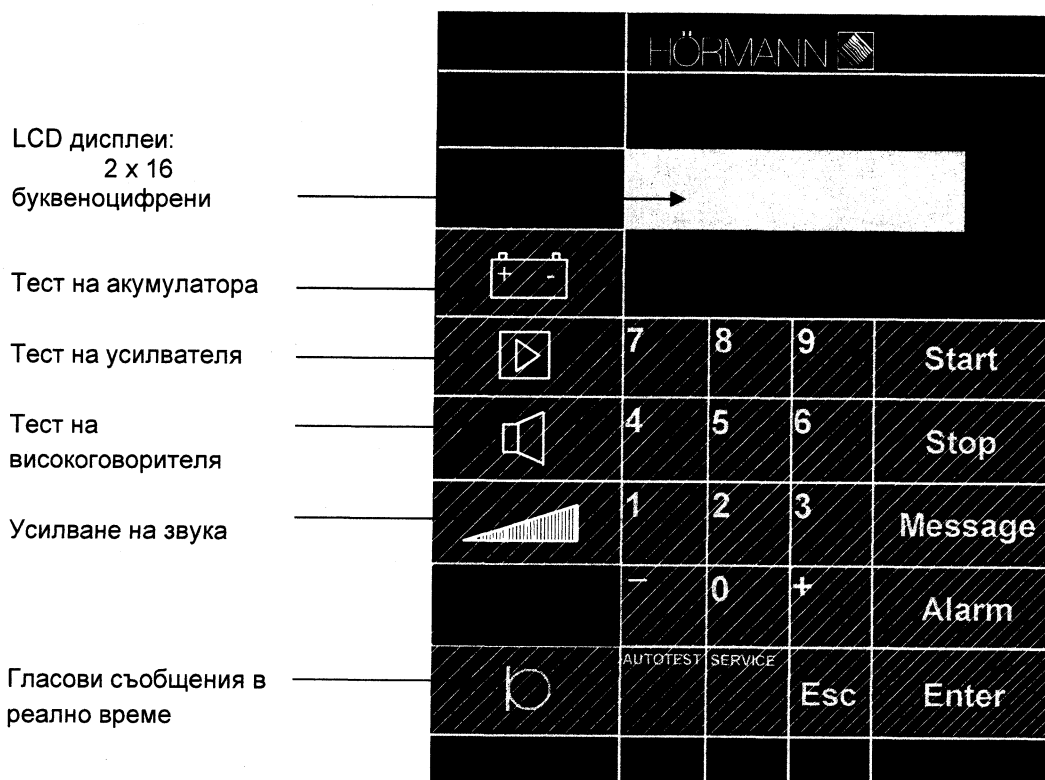 HÖRMANN
LCD дисплеи:
2 x 16
буквеноцифрени
Тест на акумулатора
+ -
Тест на усилвателя
7 8 9 Start
Тест на
високоговорителя
4 5 6 Stop
Усилване на звука
1 2 3 Message
– 0 + Alarm
Гласови съобщения в
реално време
AUTOTEST SERVICE
Esc Enter